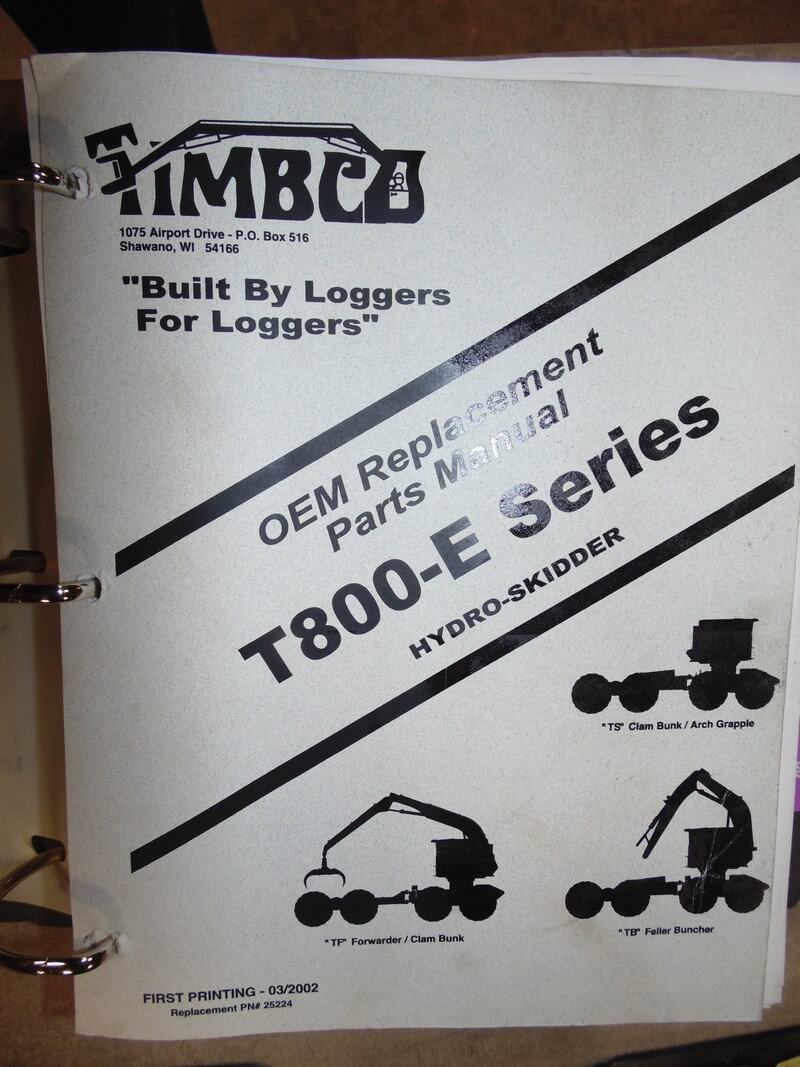 TIMBCO
1075 Airport Drive - P.O. Box 516
Shawano, WI 54166
"Built By Loggers
For Loggers"
OEM Replacement
Parts Manual
T800-E Series
HYDRO-SKIDDER
"TS" Clam Bunk / Arch Grapple
"TF" Forwarder / Clam Bunk
"TB" Feller Buncher
FIRST PRINTING - 03/2002
Replacement PN# 25224